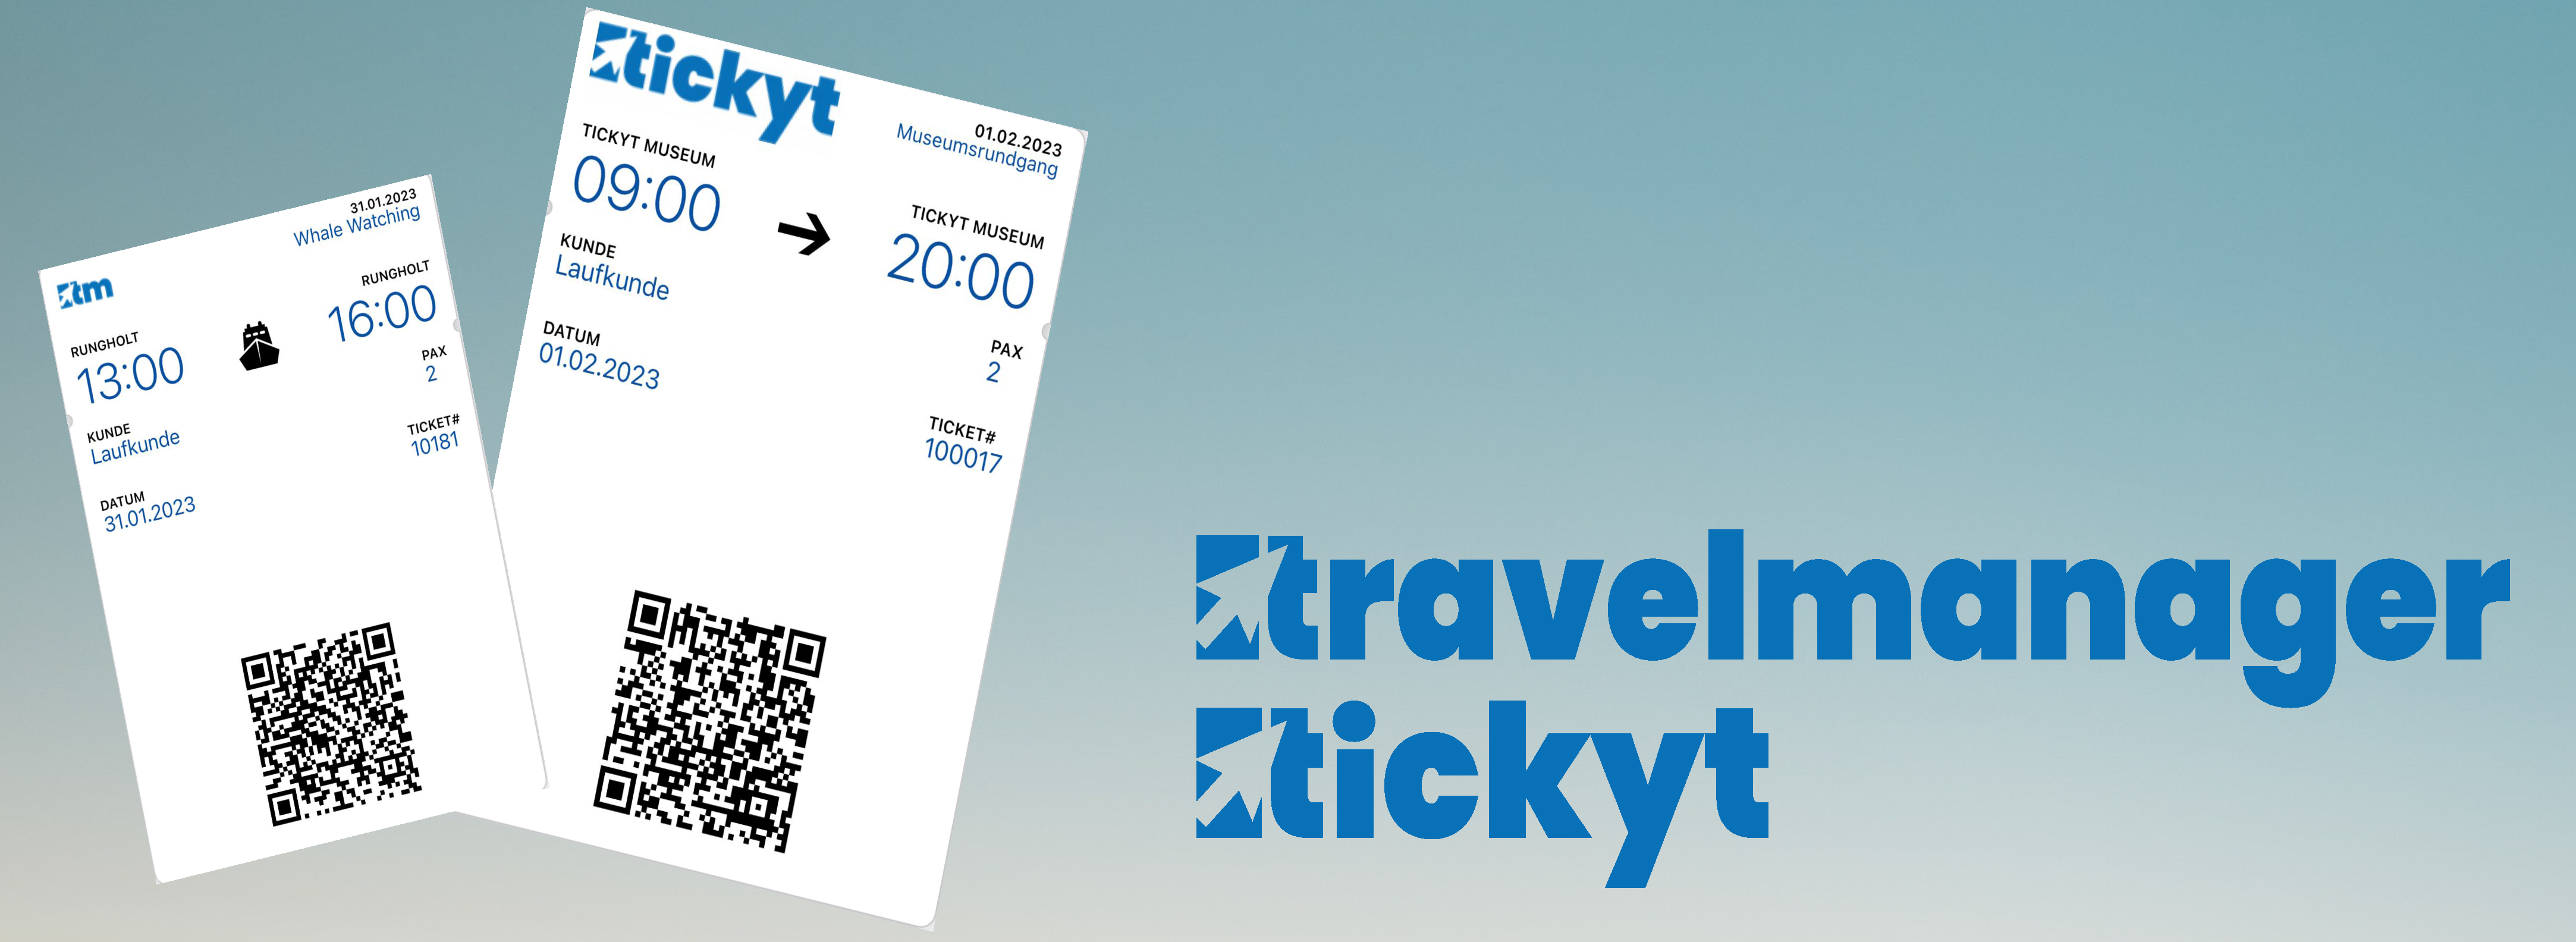 31.01.2023
Whale Watching
tm
RUNGHOLT
13:00
RUNGHOLT
16:00
KUNDE
Laufkunde
PAX
2
DATUM
31.01.2023
TICKET#
10181
tickyt
01.02.2023
Museumsrundgang
TICKYT MUSEUM
09:00
TICKYT MUSEUM
20:00
KUNDE
Laufkunde
DATUM
01.02.2023
PAX
2
TICKET#
100017
travelmanager
tickyt